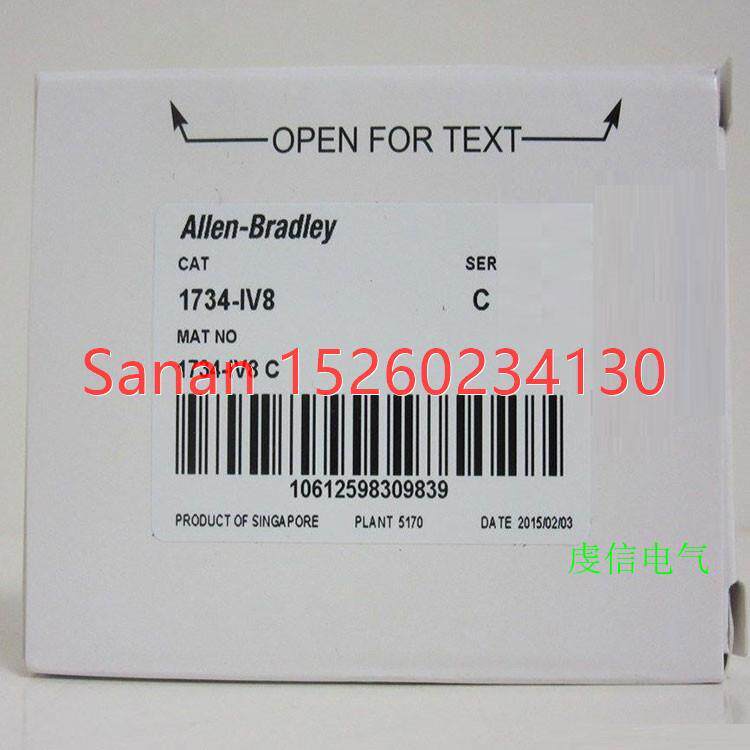 OPEN FOR TEXT
Allen-Bradley
CAT SER
1734-IV8 C
MAT NO
1734-IV8 C
Sanan 15260234130
10612598309839
PRODUCT OF SINGAPORE PLANT 5170 DATE 2015/02/03
虔信电气